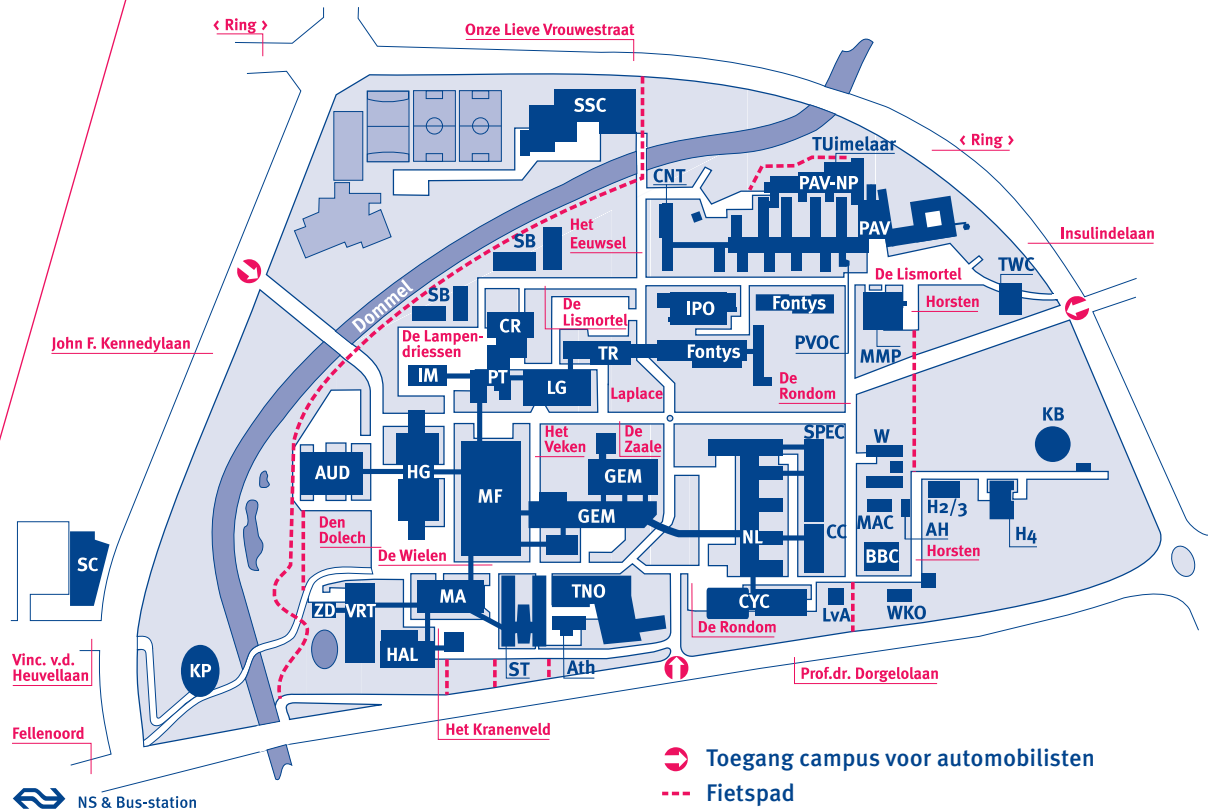 ‹ Ring ›
Onze Lieve Vrouwestraat
SSC
‹ Ring ›
TUimelaar
CNT
PAV-NP
PAV
Het
Eeuwsel
SB
Insulindelaan
De Lismortel
TWC
Dommel
SB
De
Lismortel
IPO
Fontys
Horsten
CR
De Lampen-
driessen
John F. Kennedylaan
TR
Fontys
PVOC
MMP
IM
PT
LG
Laplace
De
Rondom
KB
Het
Veken
De
Zaale
SPEC
W
AUD
HG
MF
GEM
GEM
H2/3
MAC
AH
H4
Den
Dolech
De Wielen
NL
CC
BBC
Horsten
SC
ZD
VRT
MA
TNO
CYC
LvA
WKO
De Rondom
HAL
ST
Ath
KP
Vinc. v.d.
Heuvellaan
Prof.dr. Dorgelolaan
Fellenoord
Het Kranenveld
Toegang campus voor automobilisten
Fietspad
NS & Bus-station